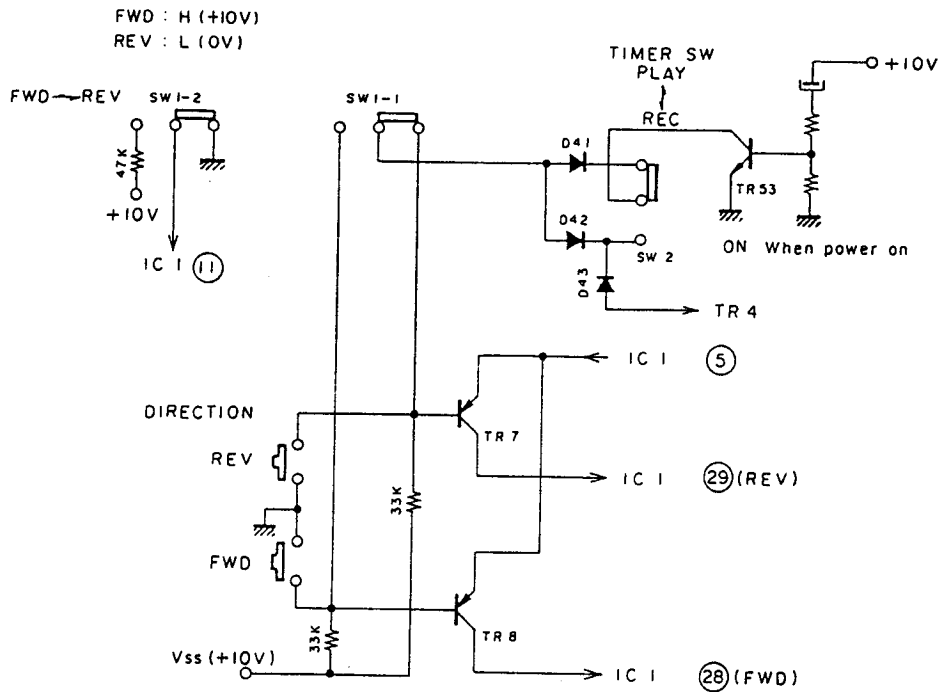 FWD : H (+10V)
REV : L (0V)
FWD REV
SW1-2
SW1-1
TIMER SW
PLAY
REC
+10V
47K
+10V
IC 1 11
D41
D42
D43
SW 2
TR53
ON When power on
TR 4
IC 1 5
DIRECTION
REV
TR 7
IC 1 29 (REV)
33K
FWD
33K
TR 8
Vss (+10V)
IC 1 28 (FWD)